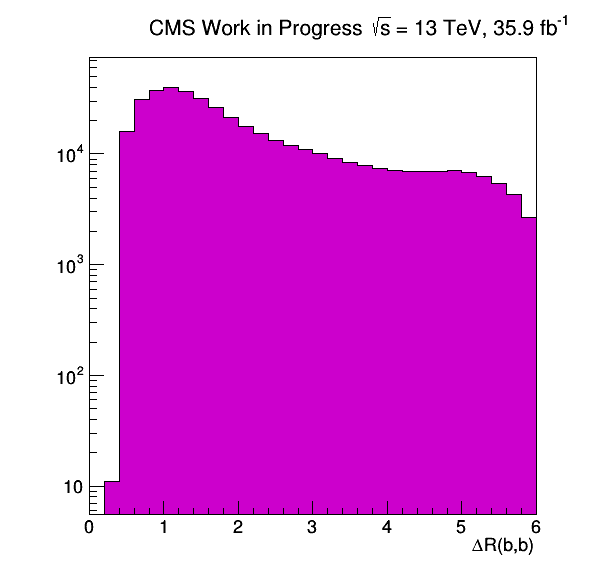 CMS Work in Progress √s = 13 TeV, 35.9 fb⁻¹
10⁴
10³
10²
10
0 1 2 3 4 5 6
ΔR(b,b)